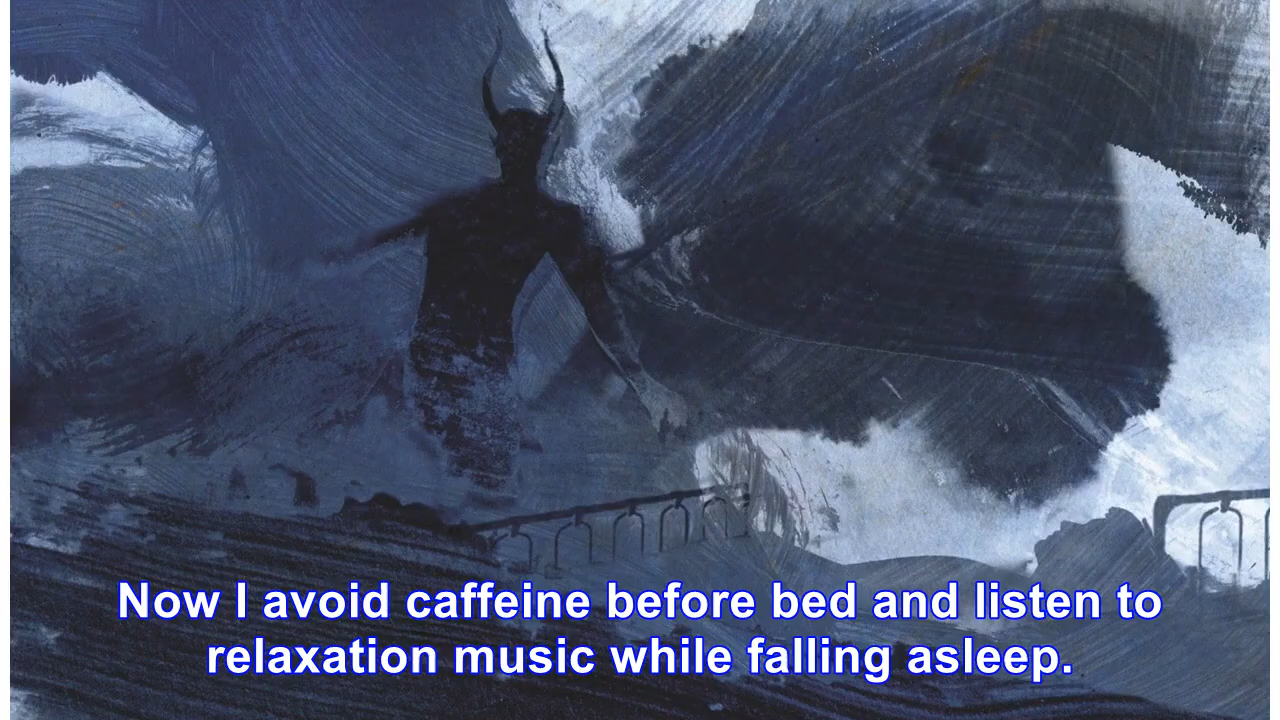 Now I avoid caffeine before bed and listen to
relaxation music while falling asleep.